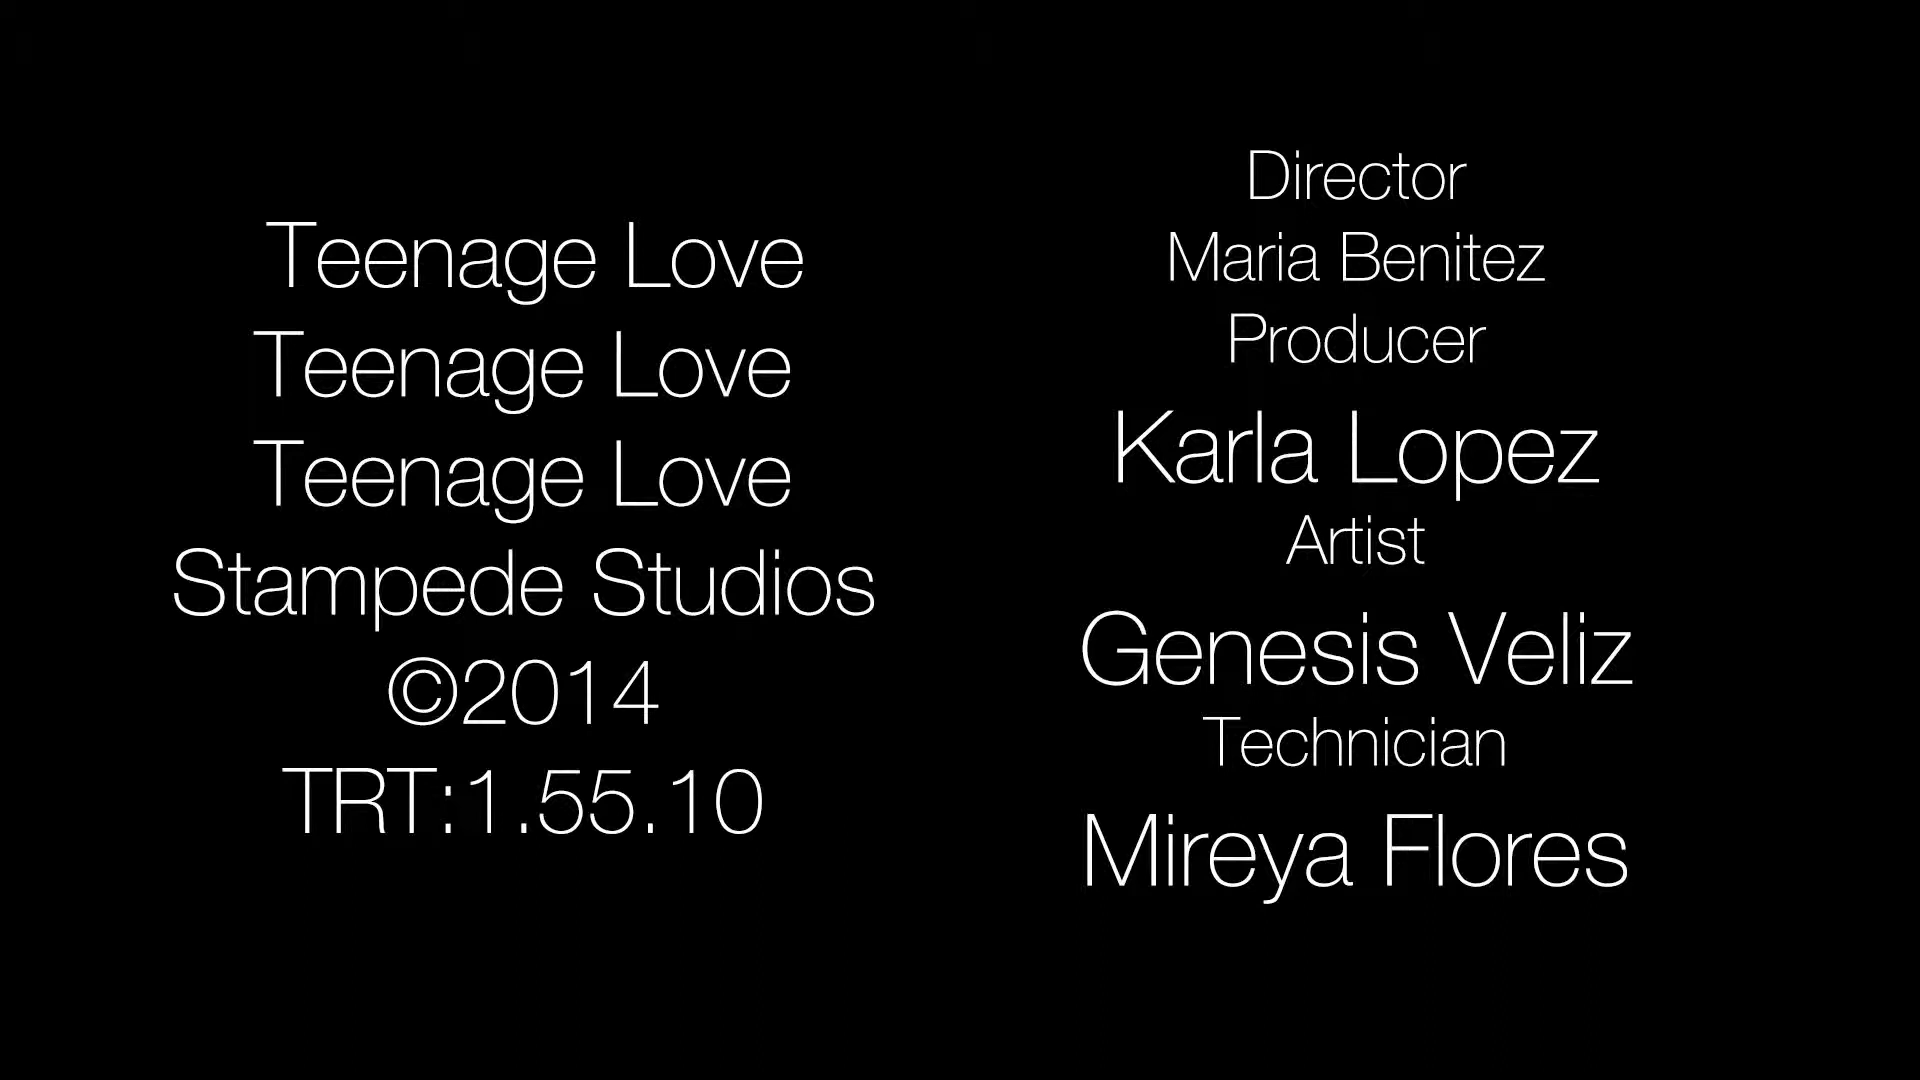 Teenage Love
Teenage Love
Teenage Love
Stampede Studios
©2014
TRT:1.55.10
Director
Maria Benitez
Producer
Karla Lopez
Artist
Genesis Veliz
Technician
Mireya Flores